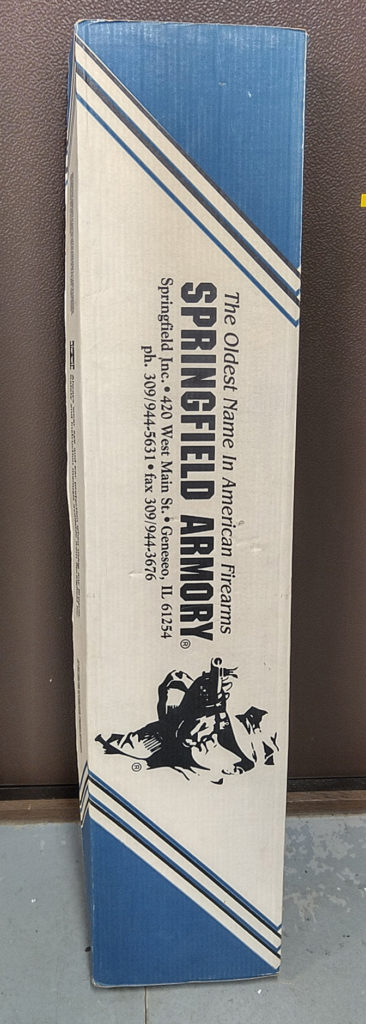 The Oldest Name In American Firearms
SPRINGFIELD ARMORY®
Springfield Inc. • 420 West Main St. • Geneseo, IL 61254
ph. 309/944-5631 • fax 309/944-3676
®